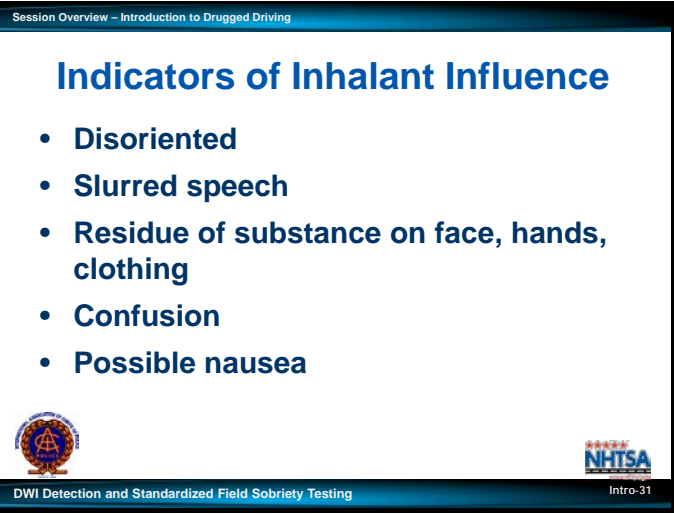 Session Overview – Introduction to Drugged Driving
Indicators of Inhalant Influence
• Disoriented
• Slurred speech
• Residue of substance on face, hands,
clothing
• Confusion
• Possible nausea
POLICE
NHTSA
DWI Detection and Standardized Field Sobriety Testing
Intro-31